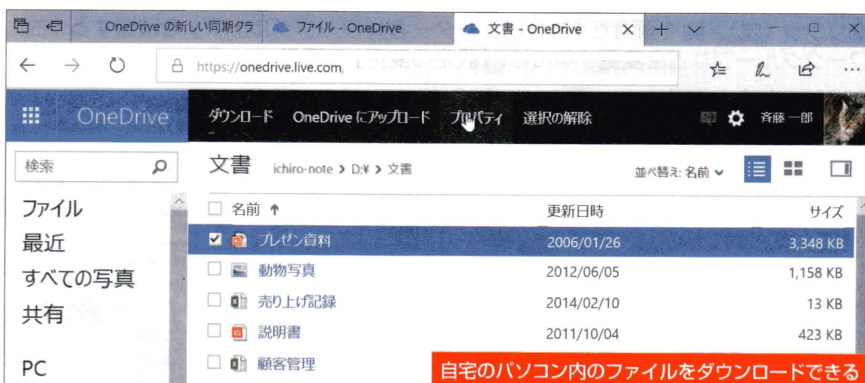 OneDrive の新しい同期クラ ファイル - OneDrive 文書 - OneDrive
https://onedrive.live.com
OneDrive ダウンロード OneDrive にアップロード プロパティ 選択の解除 斉藤 一郎
検索 文書 ichiro-note > D:¥ > 文書 並べ替え: 名前
ファイル
最近
すべての写真
共有
PC
名前 ↑ 更新日時 サイズ
プレゼン資料 2006/01/26 3,348 KB
動物写真 2012/06/05 1,158 KB
売り上げ記録 2014/02/10 13 KB
説明書 2011/10/04 423 KB
顧客管理
自宅のパソコン内のファイルをダウンロードできる